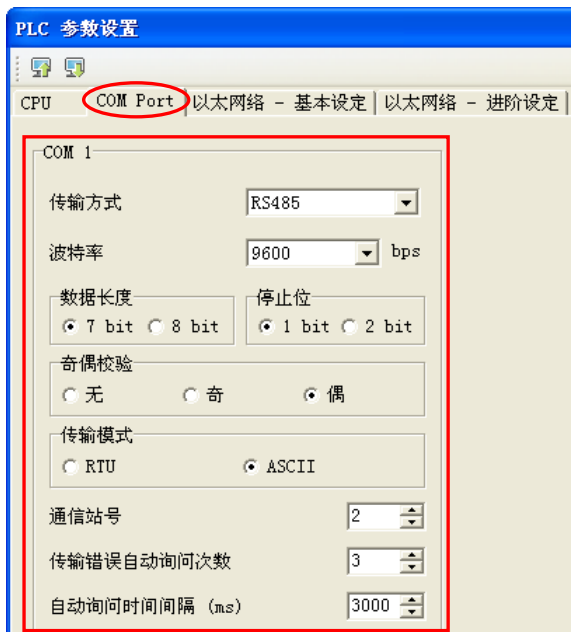 PLC 参数设置
CPU COM Port 以太网络 - 基本设定 以太网络 - 进阶设定
COM 1
传输方式 RS485
波特率 9600 bps
数据长度 停止位
7 bit 8 bit 1 bit 2 bit
奇偶校验
无 奇 偶
传输模式
RTU ASCII
通信站号 2
传输错误自动询问次数 3
自动询问时间间隔 (ms) 3000